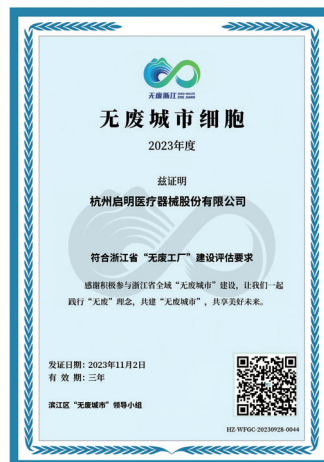 无废浙江
无废城市细胞
2023年度
兹证明
杭州启明医疗器械股份有限公司
符合浙江省“无废工厂”建设评估要求
感谢积极参与浙江省全域“无废城市”建设，让我们一起
践行“无废”理念，共建“无废城市”，共享美好未来。
发证日期：2023年11月2日
有 效 期：三年
滨江区“无废城市”领导小组
HZ-WFGC-20230928-0044